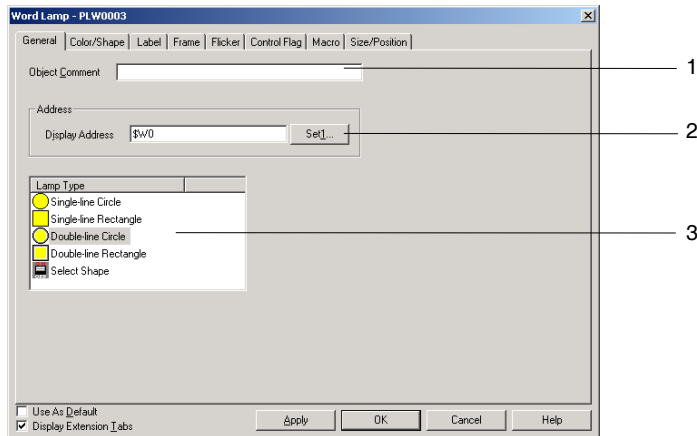 Word Lamp - PLW0003
General Color/Shape Label Frame Flicker Control Flag Macro Size/Position
Object Comment
1
Address
Display Address $W0 Set1...
2
Lamp Type
Single-line Circle
Single-line Rectangle
Double-line Circle
3
Double-line Rectangle
Select Shape
Use As Default
Display Extension Tabs
Apply OK Cancel Help